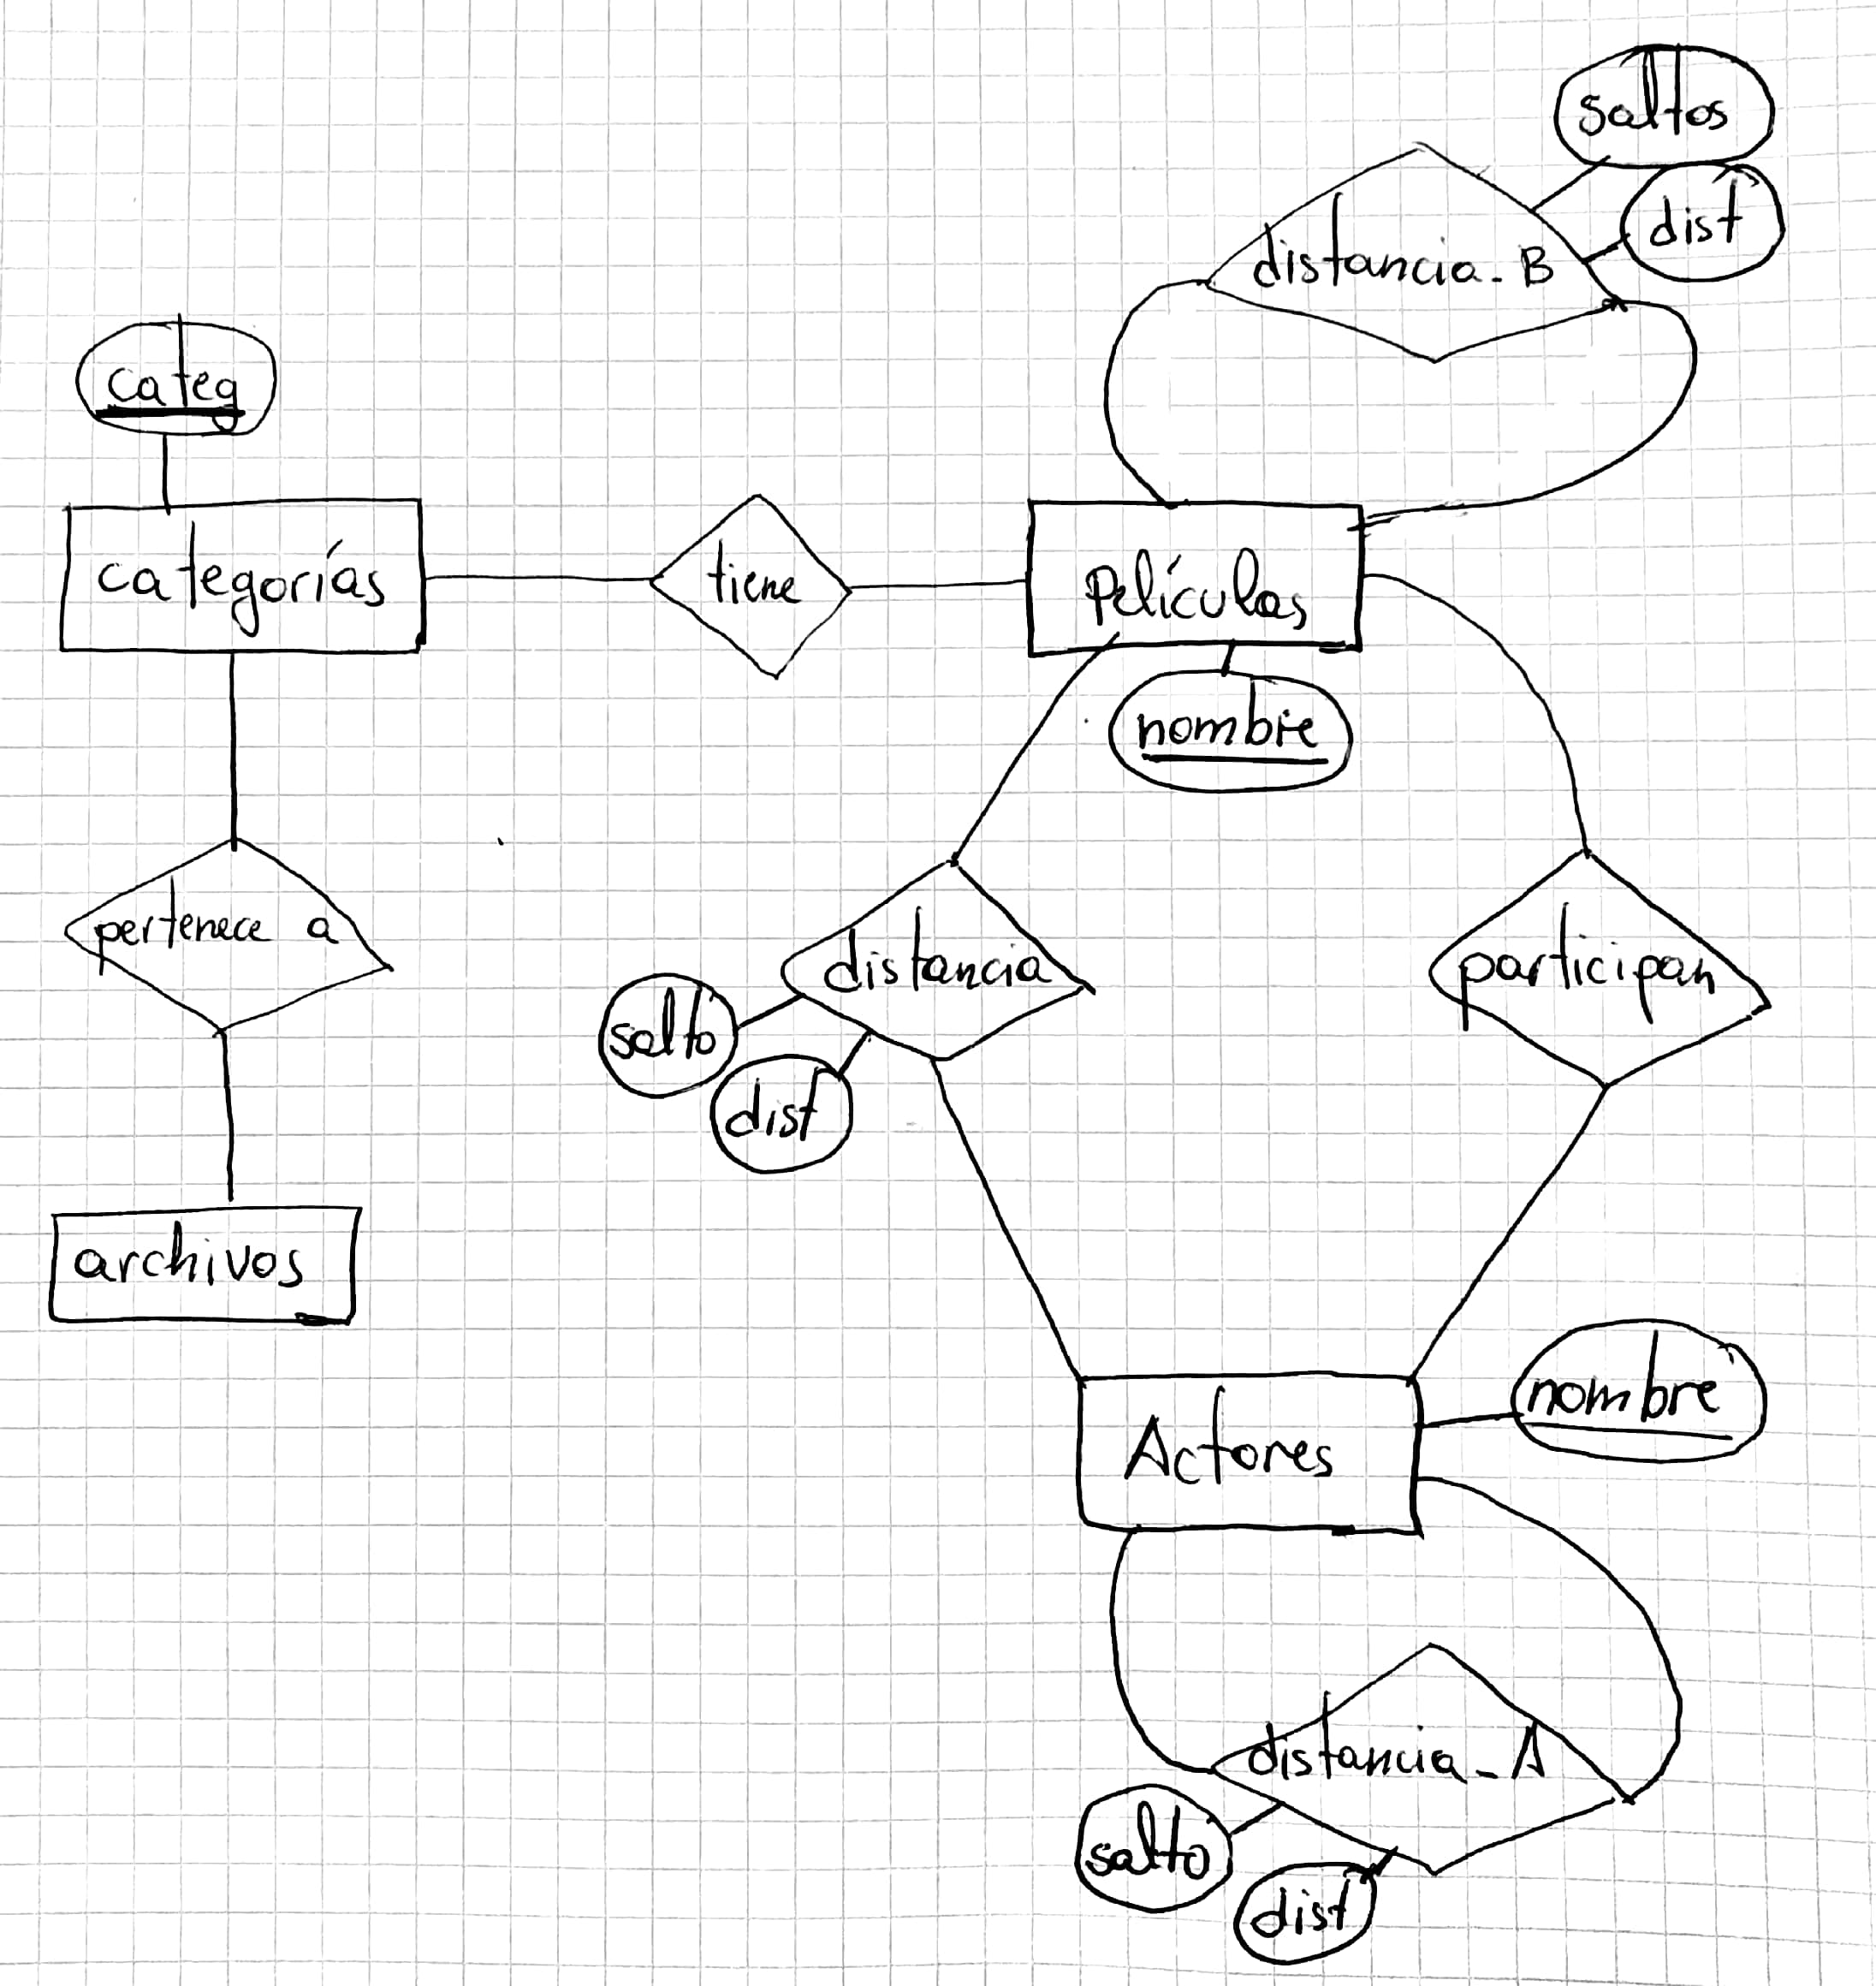 saltos
dist
distancia_B
categ
categorías
tiene
Películas
nombre
pertenece a
distancia
participan
salto
dist
archivos
nombre
Actores
distancia_A
salto
dist